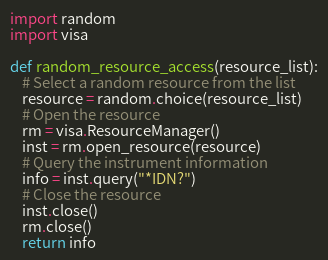 import random
import visa

def random_resource_access(resource_list):
    # Select a random resource from the list
    resource = random.choice(resource_list)
    # Open the resource
    rm = visa.ResourceManager()
    inst = rm.open_resource(resource)
    # Query the instrument information
    info = inst.query("*IDN?")
    # Close the resource
    inst.close()
    rm.close()
    return info